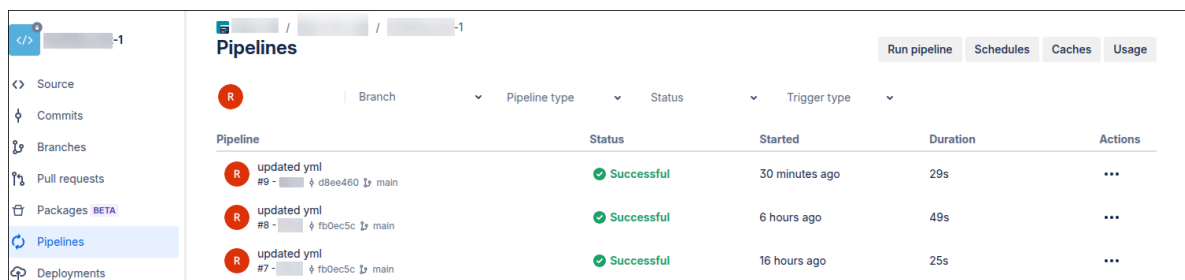 </>
-1
Source
Commits
Branches
Pull requests
Packages BETA
Pipelines
Deployments
/ / -1
Pipelines
Run pipeline Schedules Caches Usage
R Branch Pipeline type Status Trigger type
Pipeline Status Started Duration Actions
R updated yml Successful 30 minutes ago 29s
#9 - d8ee460 main
R updated yml Successful 6 hours ago 49s
#8 - fb0ec5c main
R updated yml Successful 16 hours ago 25s
#7 - fb0ec5c main